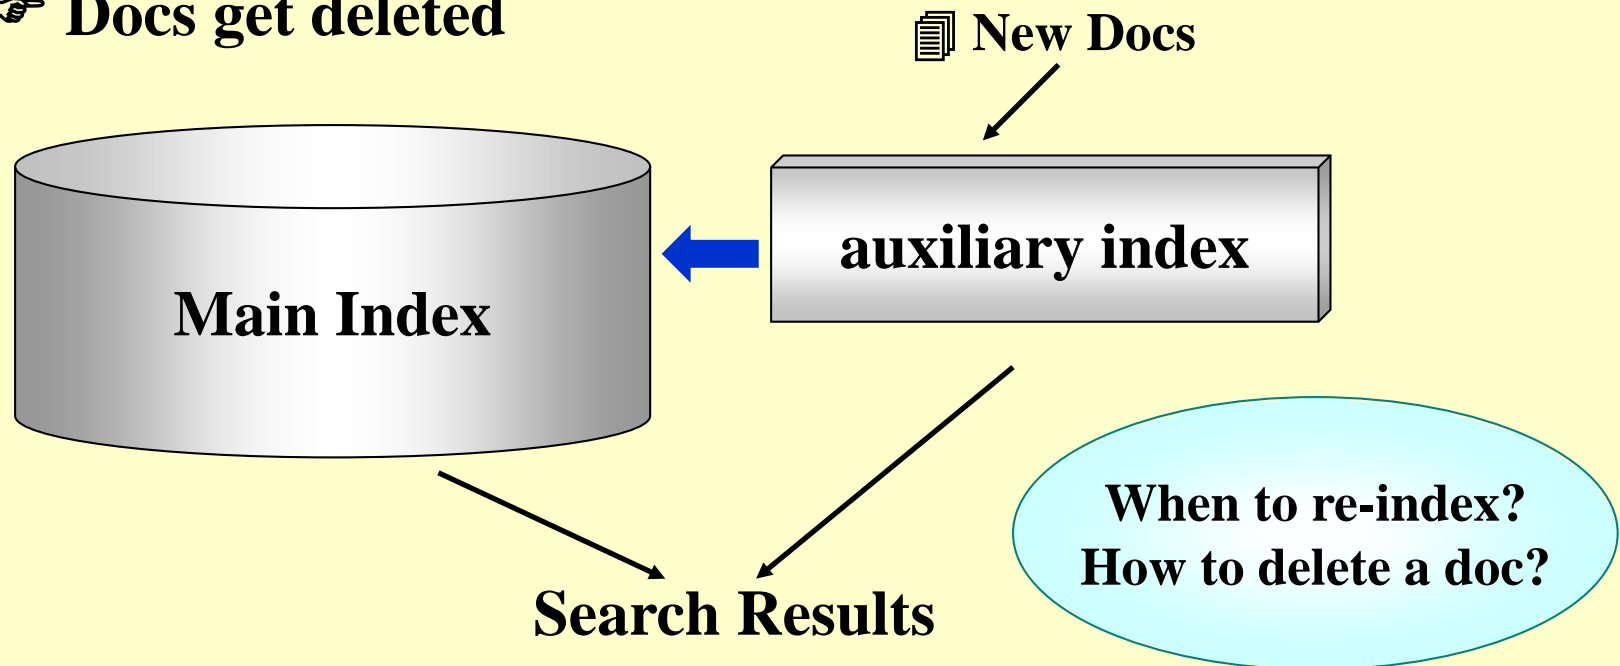 Docs get deleted
New Docs
auxiliary index
Main Index
When to re-index?
How to delete a doc?
Search Results